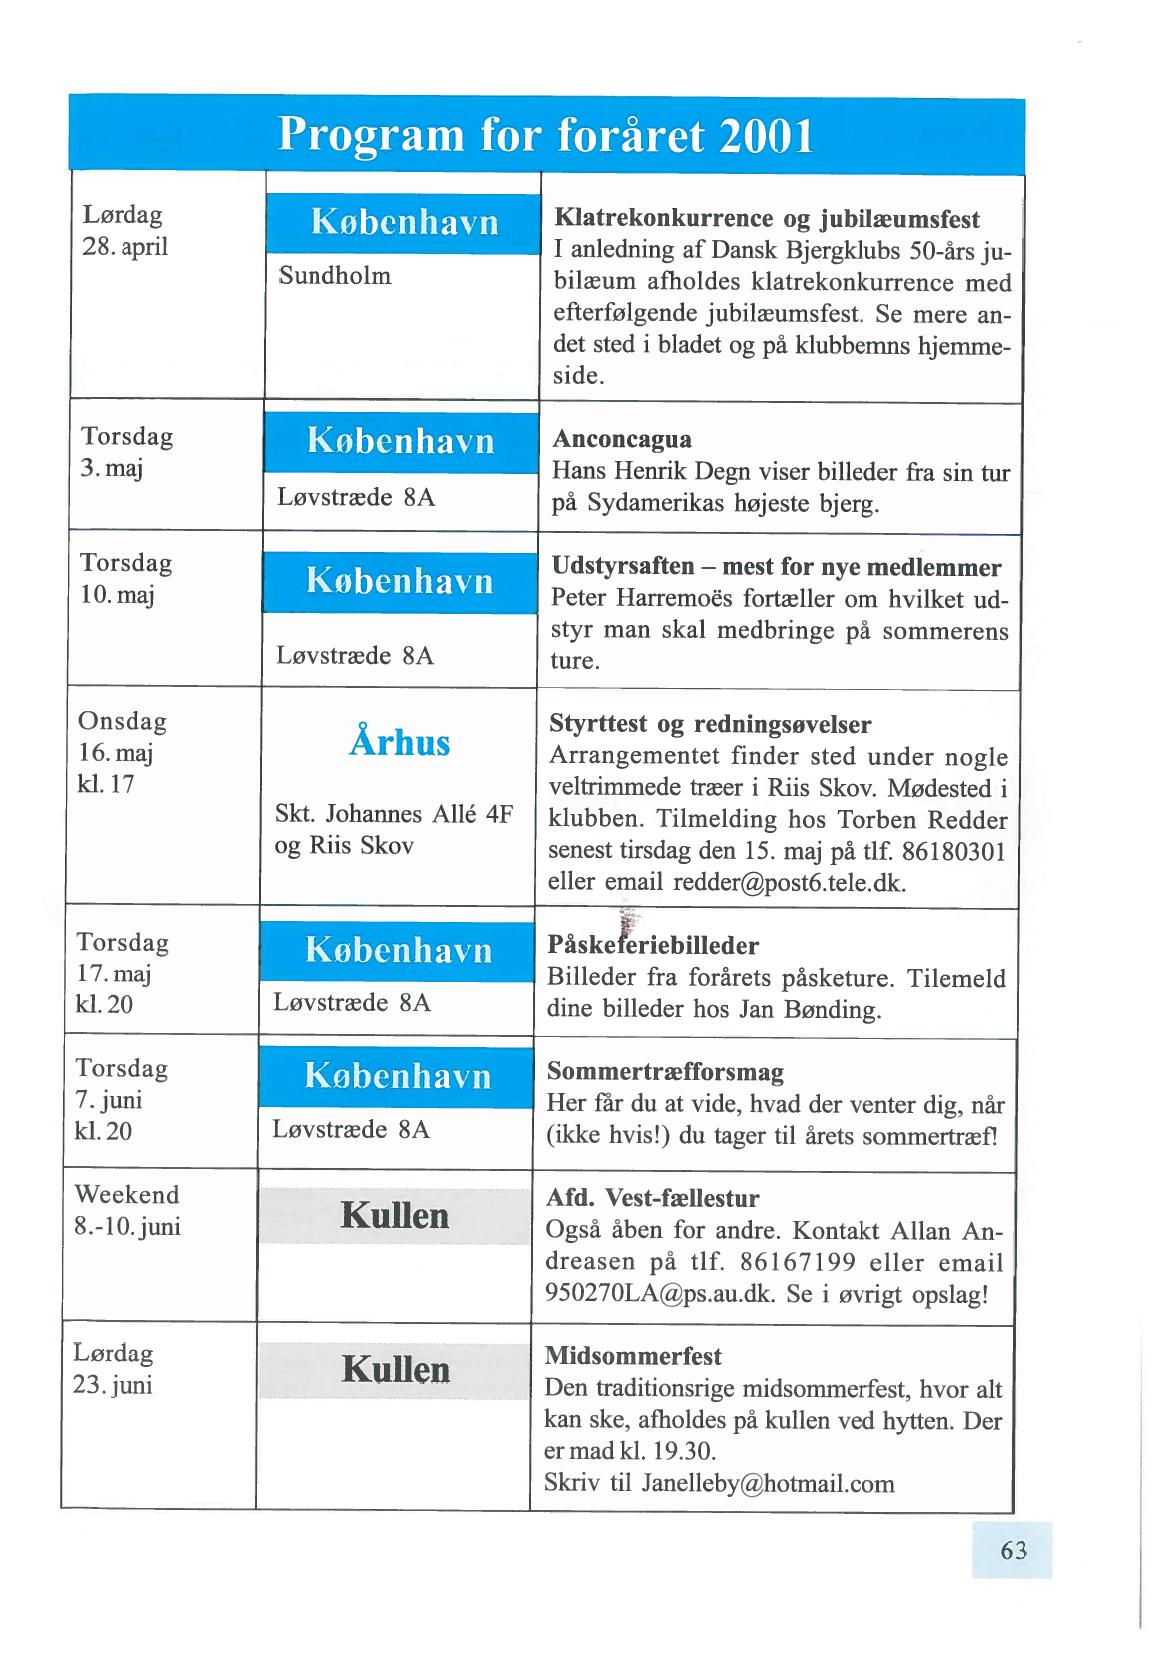 Program for foråret 2001
Lørdag
28. april
København
Sundholm
Klatrekonkurrence og jubilæumsfest
I anledning af Dansk Bjergklubs 50-års ju-
bilæum afholdes klatrekonkurrence med
efterfølgende jubilæumsfest. Se mere an-
det sted i bladet og på klubbemns hjemme-
side.
Torsdag
3. maj
København
Løvstræde 8A
Anconcagua
Hans Henrik Degn viser billeder fra sin tur
på Sydamerikas højeste bjerg.
Torsdag
10. maj
København
Løvstræde 8A
Udstyrsaften – mest for nye medlemmer
Peter Harremoës fortæller om hvilket ud-
styr man skal medbringe på sommerens
ture.
Onsdag
16. maj
kl. 17
Århus
Skt. Johannes Allé 4F
og Riis Skov
Styrttest og redningsøvelser
Arrangementet finder sted under nogle
veltrimmede træer i Riis Skov. Mødested i
klubben. Tilmelding hos Torben Redder
senest tirsdag den 15. maj på tlf. 86180301
eller email redder@post6.tele.dk.
Torsdag
17. maj
kl. 20
København
Løvstræde 8A
Påskeferiebilleder
Billeder fra forårets påsketure. Tilemeld
dine billeder hos Jan Bønding.
Torsdag
7. juni
kl. 20
København
Løvstræde 8A
Sommertræfforsmag
Her får du at vide, hvad der venter dig, når
(ikke hvis!) du tager til årets sommertræf!
Weekend
8.-10. juni
Kullen
Afd. Vest-fællestur
Også åben for andre. Kontakt Allan An-
dreasen på tlf. 86167199 eller email
950270LA@ps.au.dk. Se i øvrigt opslag!
Lørdag
23. juni
Kullen
Midsommerfest
Den traditionsrige midsommerfest, hvor alt
kan ske, afholdes på kullen ved hytten. Der
er mad kl. 19.30.
Skriv til Janelleby@hotmail.com
63